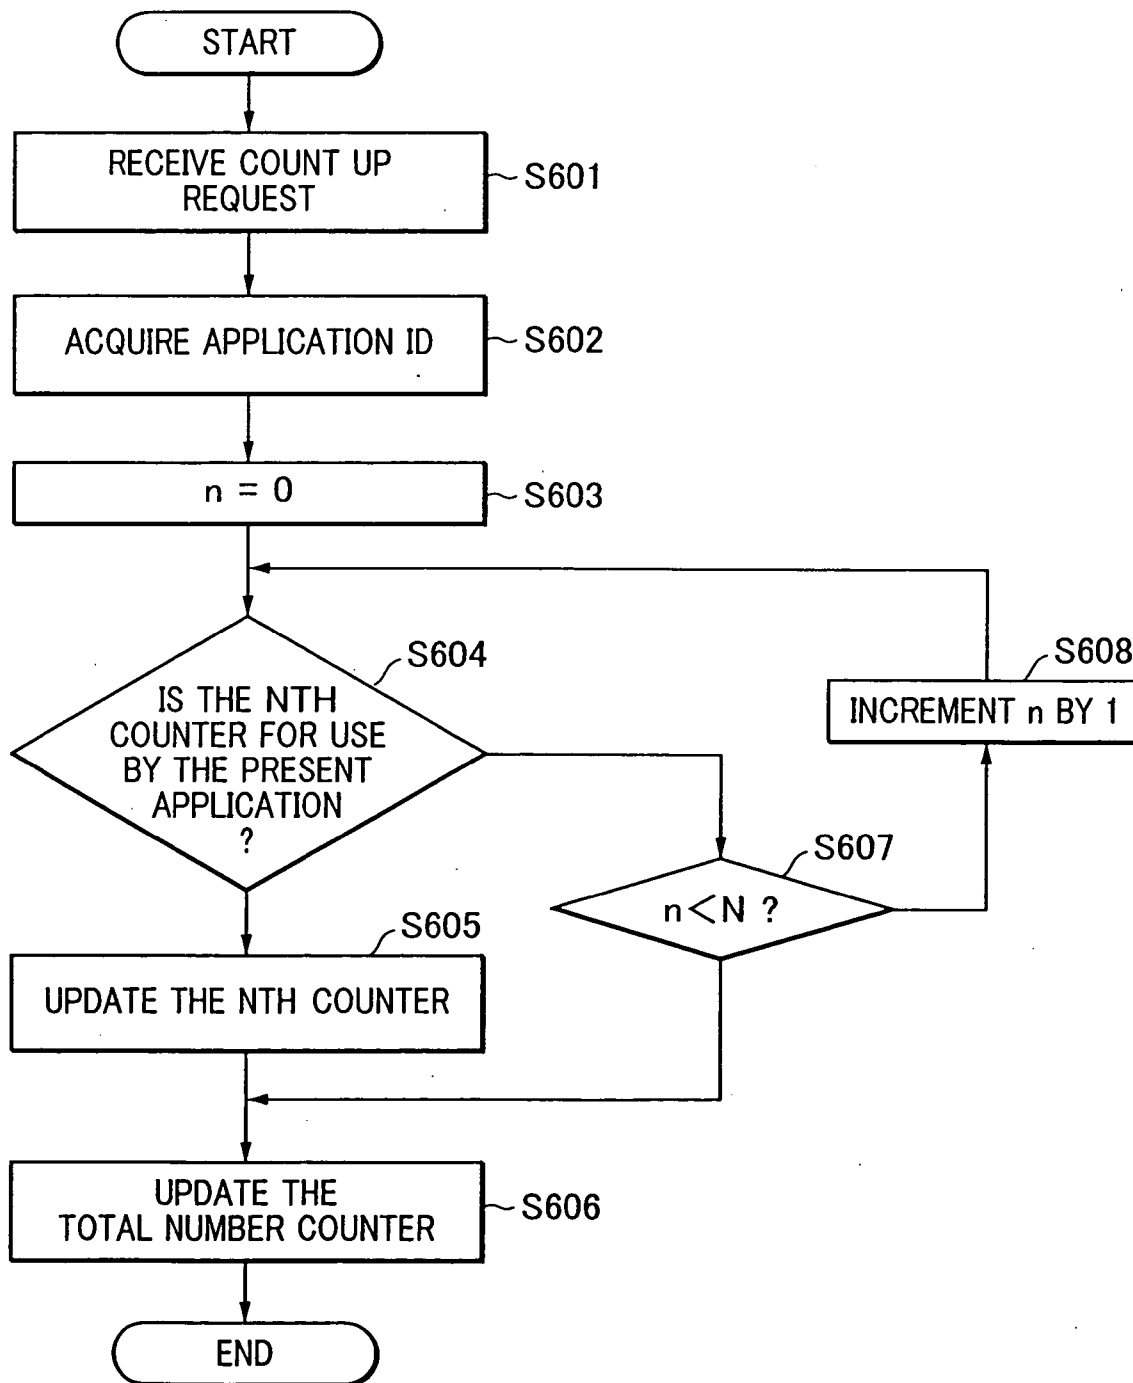 START
RECEIVE COUNT UP
REQUEST
S601
ACQUIRE APPLICATION ID
S602
n = 0
S603
S604
IS THE NTH
COUNTER FOR USE
BY THE PRESENT
APPLICATION
?
S608
INCREMENT n BY 1
S607
n<N ?
S605
UPDATE THE NTH COUNTER
UPDATE THE
TOTAL NUMBER COUNTER
S606
END